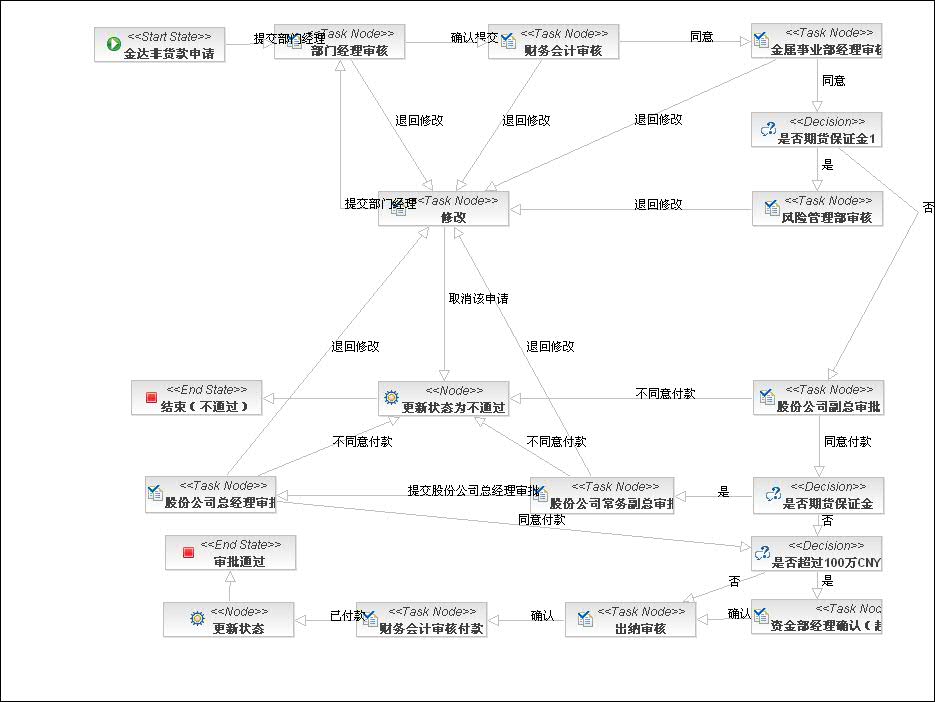 <<Start State>>
金达非贷款申请
提交部门经理
<<Task Node>>
部门经理审核
确认提交
<<Task Node>>
财务会计审核
同意
<<Task Node>>
金属事业部经理审核
同意
退回修改
退回修改
退回修改
<<Decision>>
是否期货保证金1
是
否
提交部门经理
<<Task Node>>
修改
退回修改
<<Task Node>>
风险管理部审核
取消该申请
退回修改
退回修改
<<End State>>
结束（不通过）
<<Node>>
更新状态为不通过
不同意付款
<<Task Node>>
股份公司副总审批
不同意付款
不同意付款
同意付款
<<Task Node>>
股份公司总经理审批
提交股份公司总经理审批
<<Task Node>>
股份公司常务副总审批
是
<<Decision>>
是否期货保证金
同意付款
否
<<End State>>
审批通过
<<Decision>>
是否超过100万CNY
否
是
<<Node>>
更新状态
已付款
<<Task Node>>
财务会计审核付款
确认
<<Task Node>>
出纳审核
确认
<<Task Noc
资金部经理确认（走